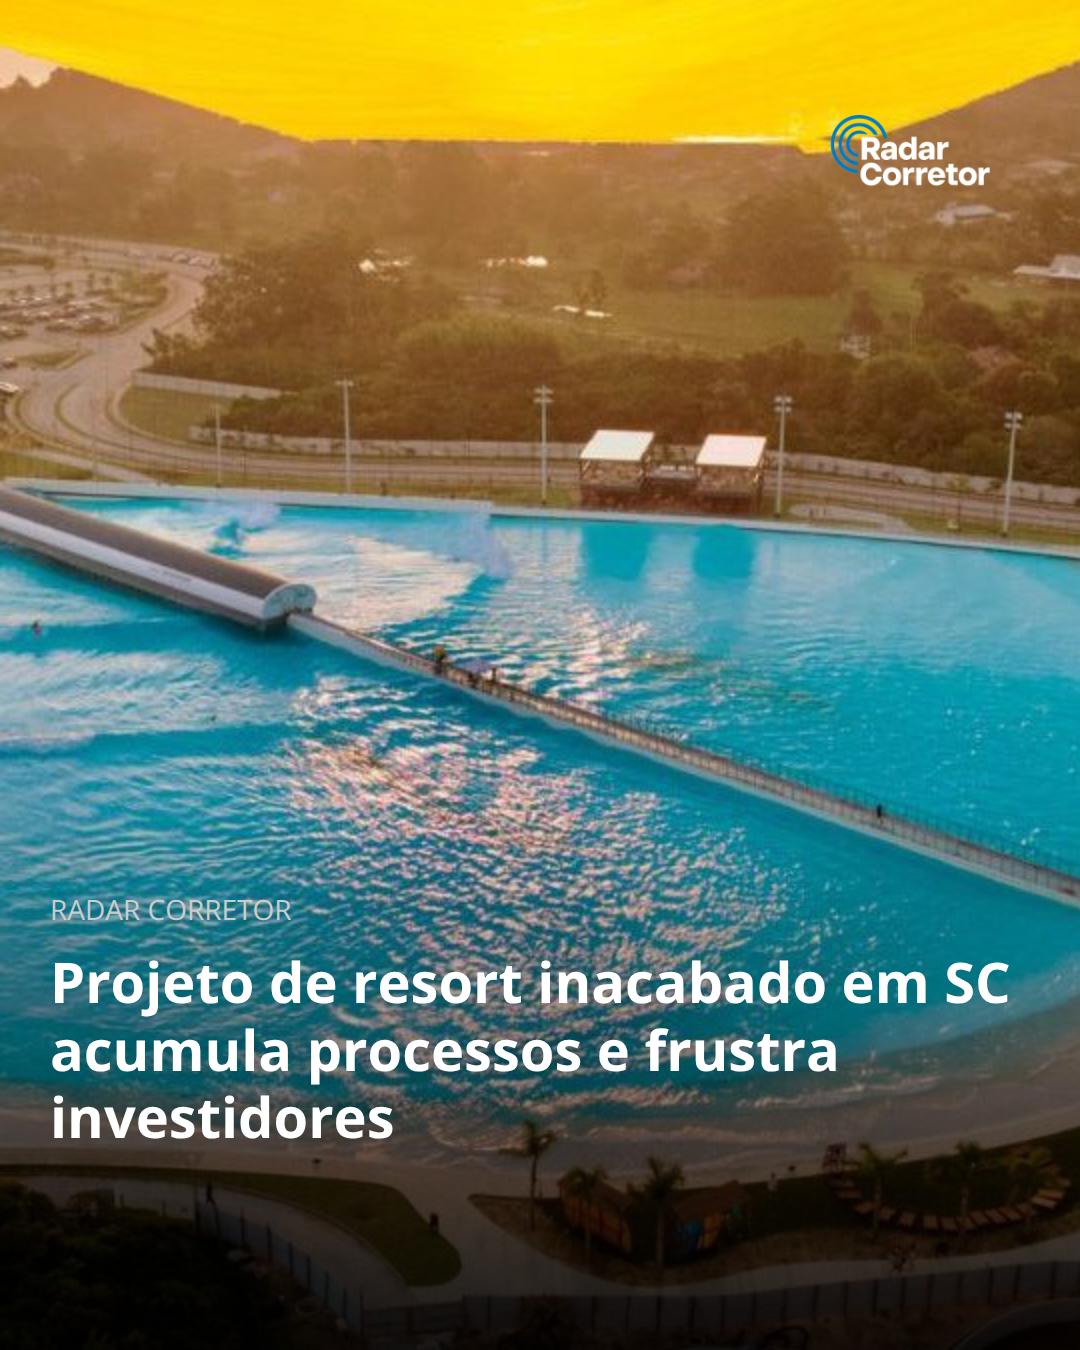 Radar
Corretor
RADAR CORRETOR
Projeto de resort inacabado em SC
acumula processos e frustra
investidores